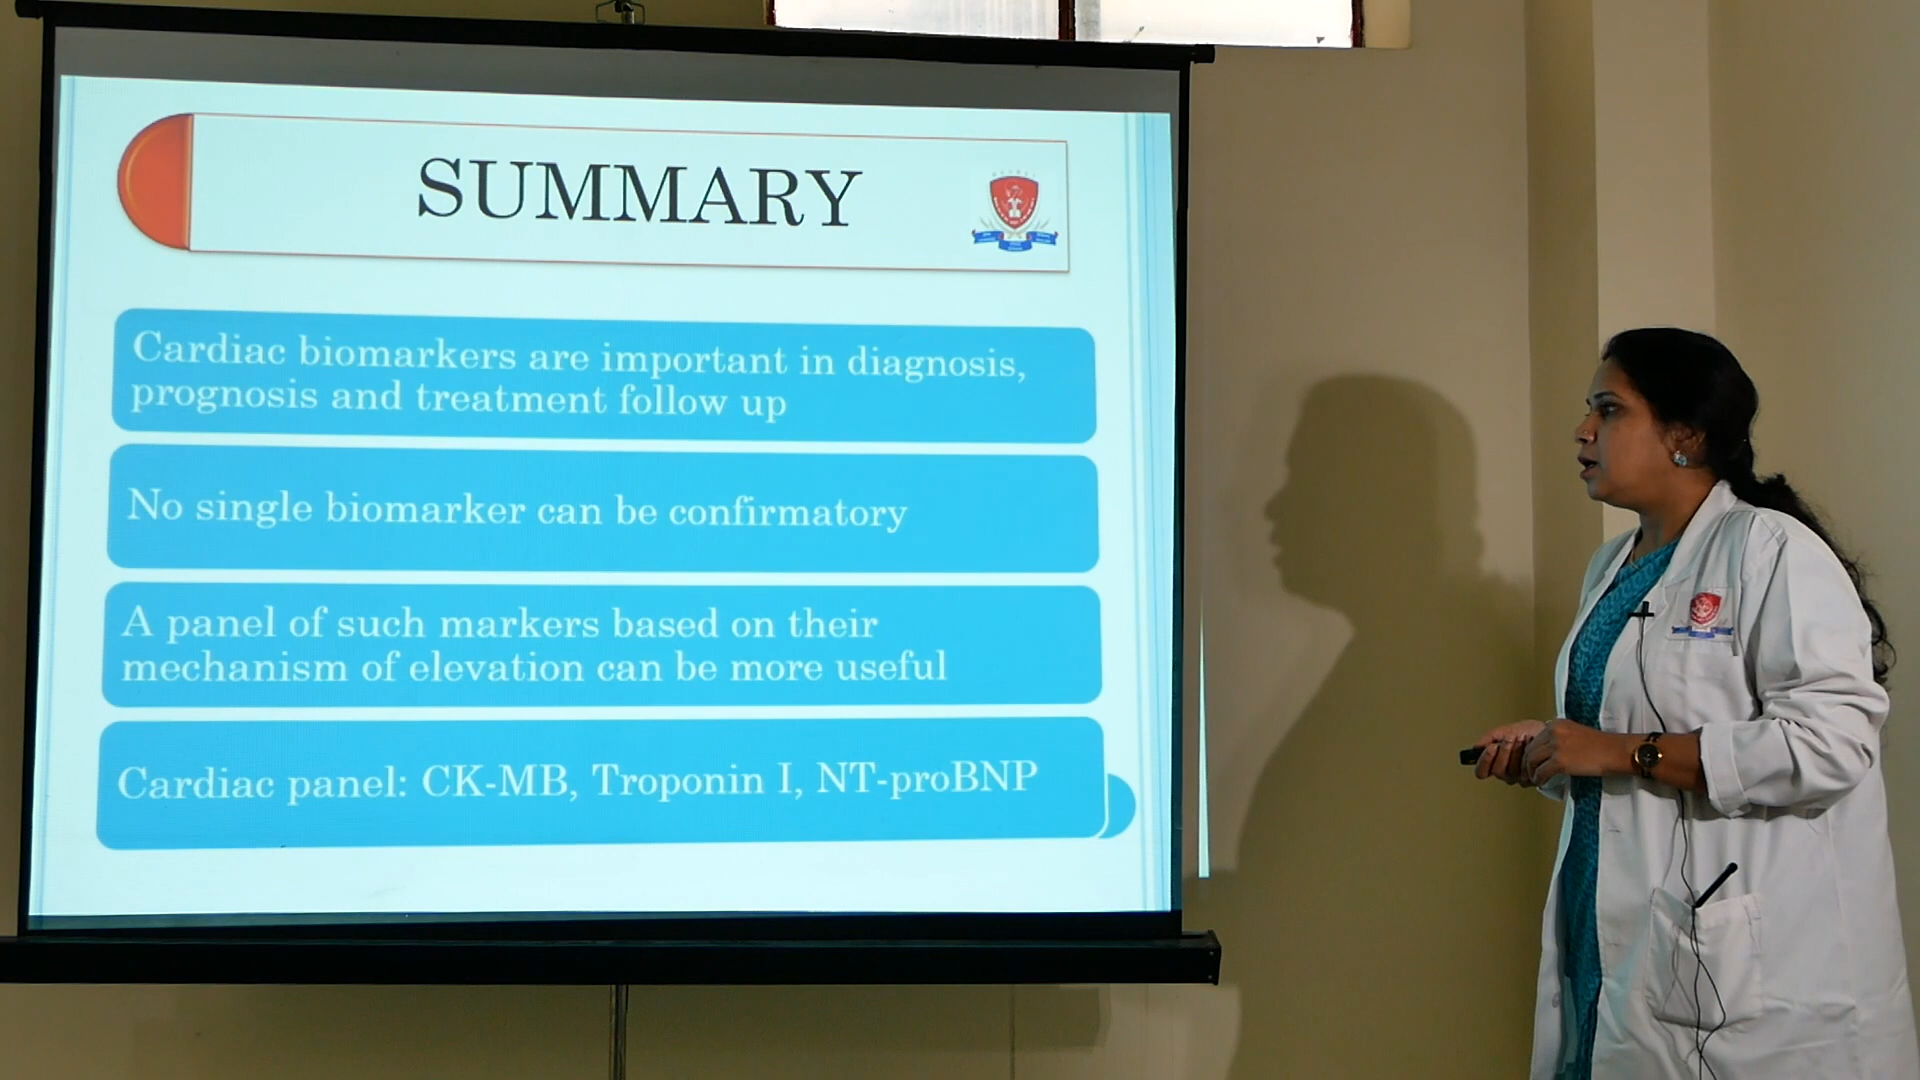 SUMMARY
Cardiac biomarkers are important in diagnosis,
prognosis and treatment follow up
No single biomarker can be confirmatory
A panel of such markers based on their
mechanism of elevation can be more useful
Cardiac panel: CK-MB, Troponin I, NT-proBNP